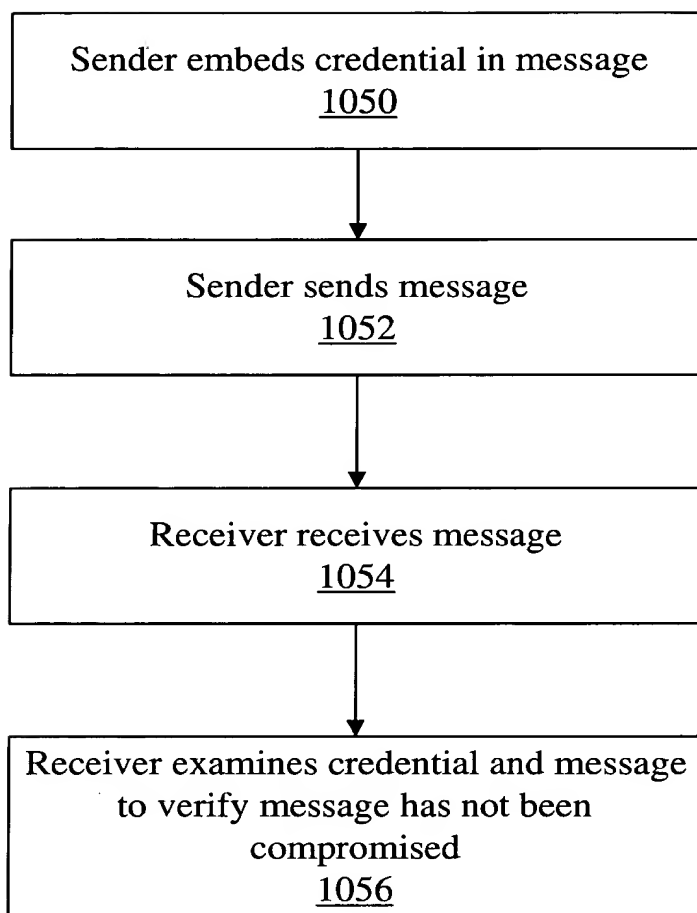 Sender embeds credential in message
1050
Sender sends message
1052
Receiver receives message
1054
Receiver examines credential and message
to verify message has not been
compromised
1056